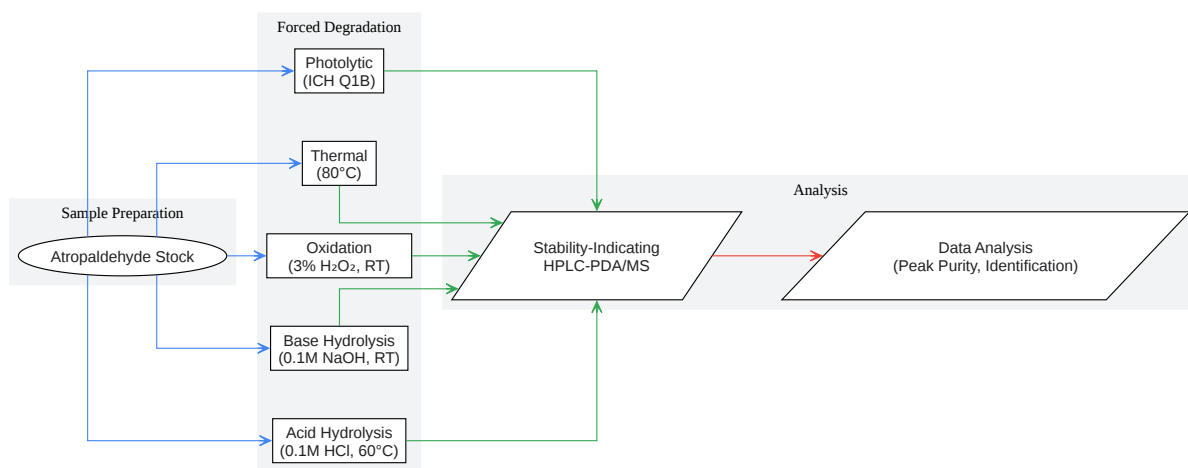 Forced Degradation
Photolytic
(ICH Q1B)
Thermal
(80°C)
Analysis
Sample Preparation
Atropaldehyde Stock
Oxidation
(3% H₂O₂, RT)
Stability-Indicating
HPLC-PDA/MS
Data Analysis
(Peak Purity, Identification)
Base Hydrolysis
(0.1M NaOH, RT)
Acid Hydrolysis
(0.1M HCl, 60°C)